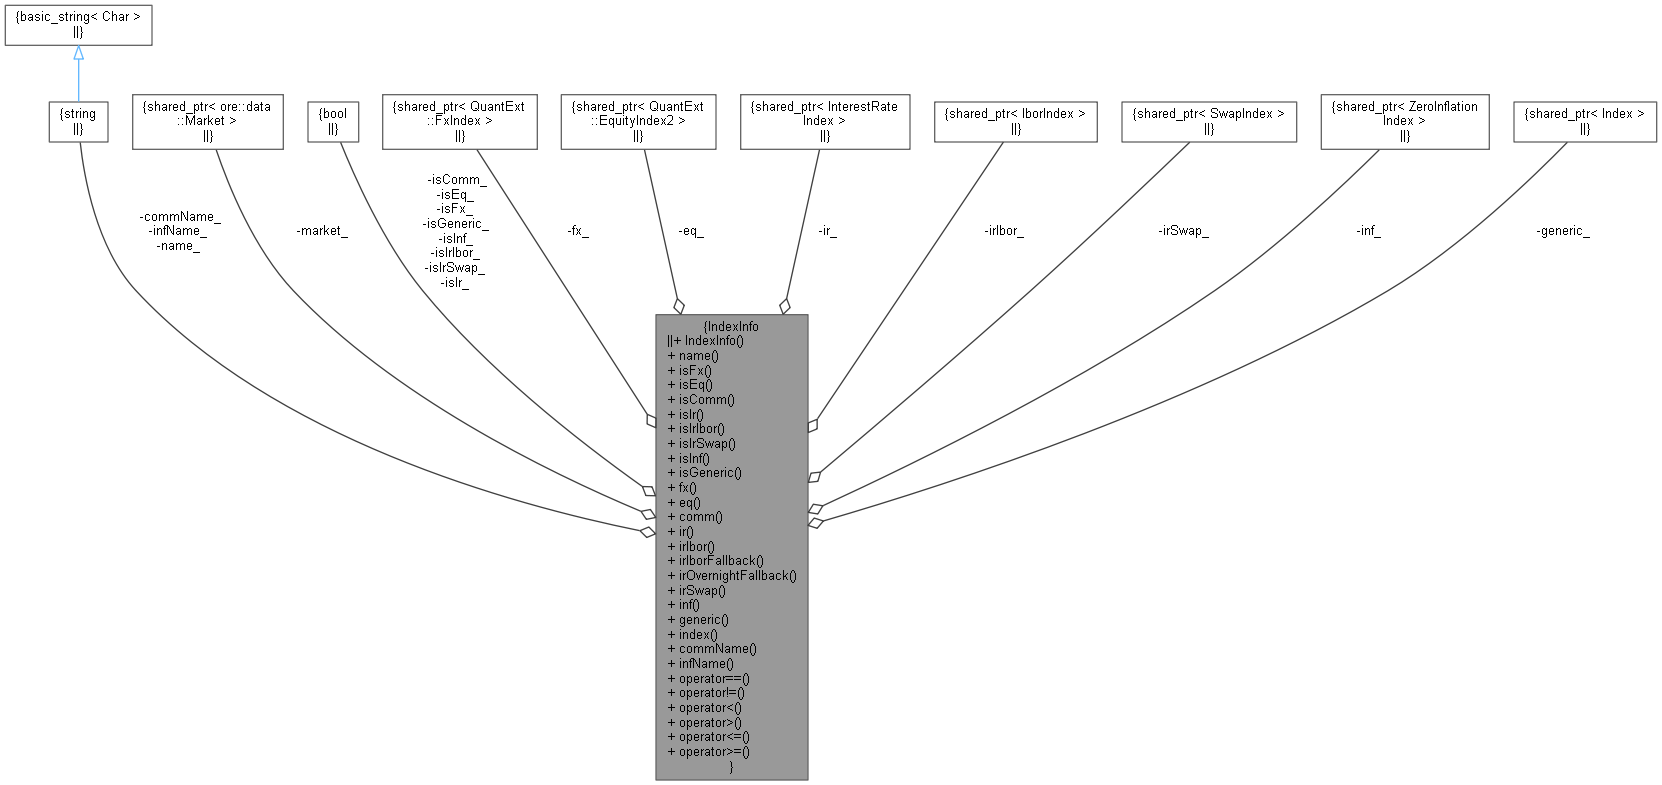 {basic_string< Char >
||}
{string
||}
{shared_ptr< ore::data
::Market >
||}
{bool
||}
{shared_ptr< QuantExt
::FxIndex >
||}
{shared_ptr< QuantExt
::EquityIndex2 >
||}
{shared_ptr< InterestRate
Index >
||}
{shared_ptr< IborIndex >
||}
{shared_ptr< SwapIndex >
||}
{shared_ptr< ZeroInflation
Index >
||}
{shared_ptr< Index >
||}
-commName_
-infName_
-name_
-market_
-isComm_
-isEq_
-isFx_
-isGeneric_
-isInf_
-isIrIbor_
-isIrSwap_
-isIr_
-fx_
-eq_
-ir_
-irIbor_
-irSwap_
-inf_
-generic_
{IndexInfo
||+ IndexInfo()
+ name()
+ isFx()
+ isEq()
+ isComm()
+ isIr()
+ isIrIbor()
+ isIrSwap()
+ isInf()
+ isGeneric()
+ fx()
+ eq()
+ comm()
+ ir()
+ irIbor()
+ irIborFallback()
+ irOvernightFallback()
+ irSwap()
+ inf()
+ generic()
+ index()
+ commName()
+ infName()
+ operator==()
+ operator!=()
+ operator<()
+ operator>()
+ operator<=()
+ operator>=()
}